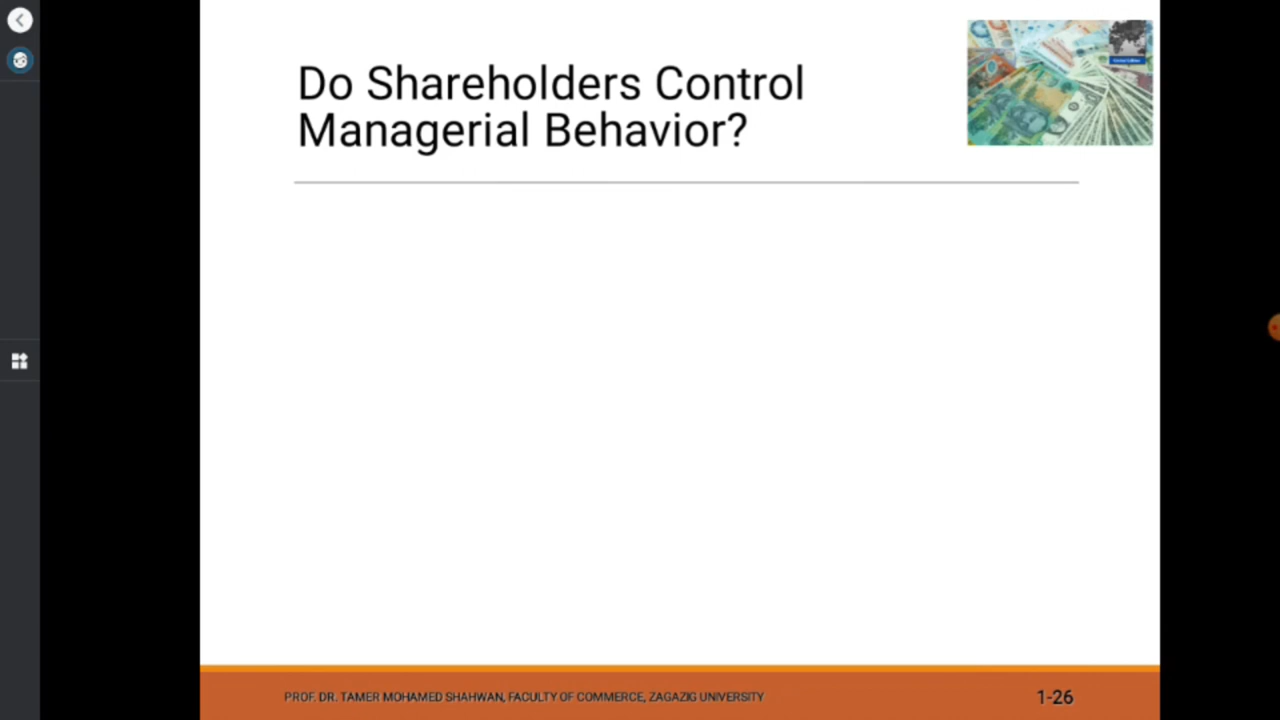 Do Shareholders Control
Managerial Behavior?
PROF. DR. TAMER MOHAMED SHAHWAN, FACULTY OF COMMERCE, ZAGAZIG UNIVERSITY
1-26